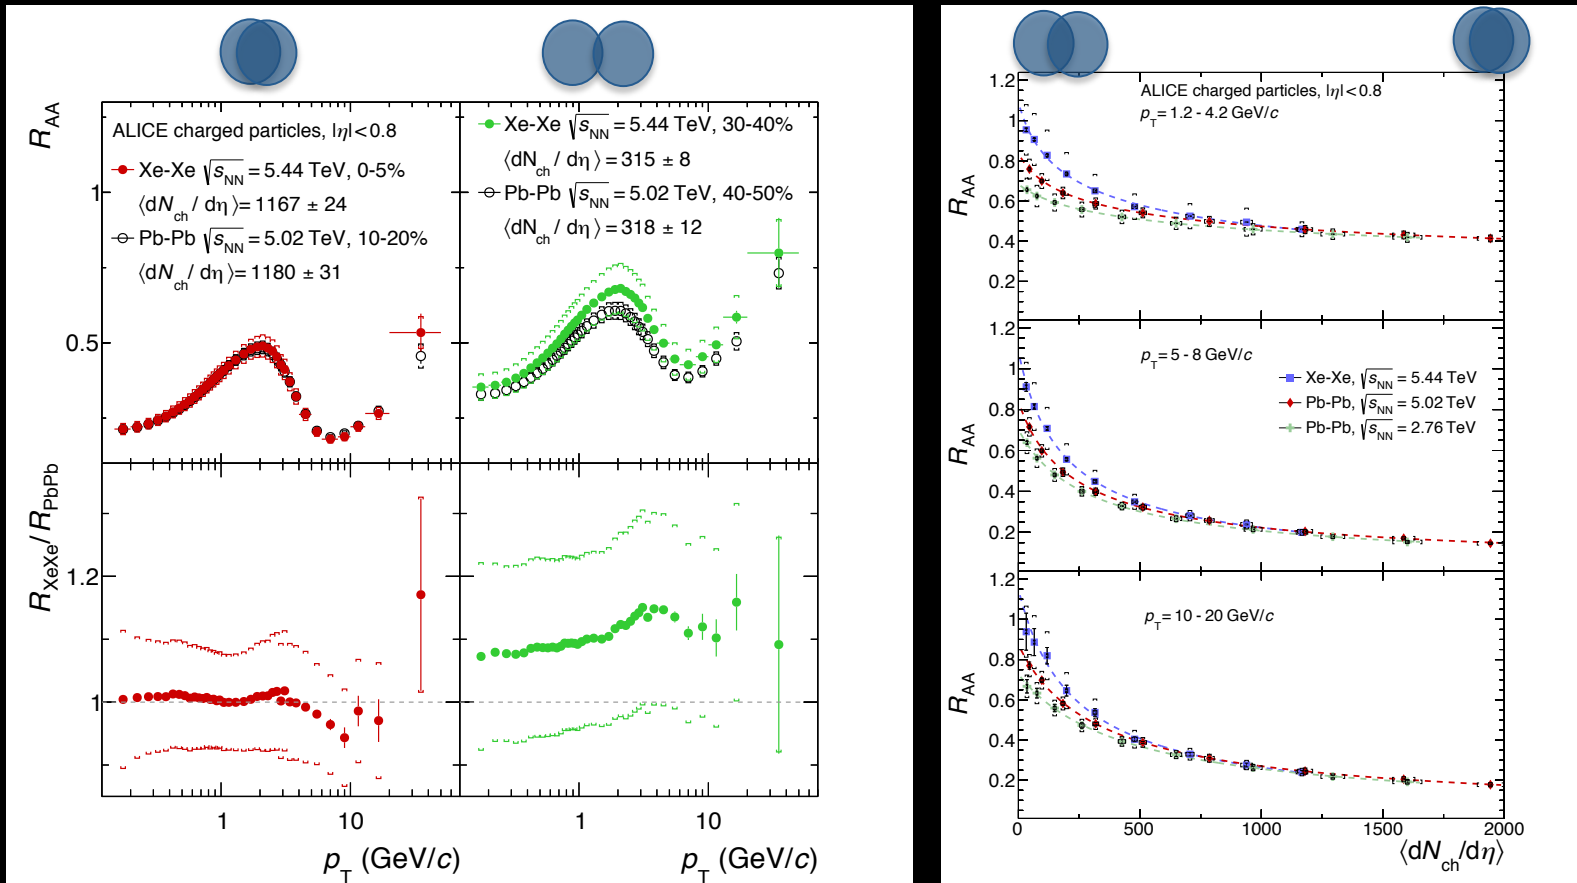 R_AA
ALICE charged particles, |η|<0.8
Xe-Xe √s_NN = 5.44 TeV, 0-5%
⟨dN_ch / dη⟩= 1167 ± 24
Pb-Pb √s_NN = 5.02 TeV, 10-20%
⟨dN_ch / dη⟩= 1180 ± 31
Xe-Xe √s_NN = 5.44 TeV, 30-40%
⟨dN_ch / dη⟩ = 315 ± 8
Pb-Pb √s_NN = 5.02 TeV, 40-50%
⟨dN_ch / dη⟩ = 318 ± 12
1
0.5
R_XeXe / R_PbPb
1.2
1
1 10
1 10
p_T (GeV/c)
p_T (GeV/c)
ALICE charged particles, |η|<0.8
p_T = 1.2 - 4.2 GeV/c
R_AA
1.2
1
0.8
0.6
0.4
0.2
0
p_T = 5 - 8 GeV/c
Xe-Xe, √s_NN = 5.44 TeV
Pb-Pb, √s_NN = 5.02 TeV
Pb-Pb, √s_NN = 2.76 TeV
R_AA
1.2
1
0.8
0.6
0.4
0.2
0
p_T = 10 - 20 GeV/c
R_AA
1.2
1
0.8
0.6
0.4
0.2
0 500 1000 1500 2000
⟨dN_ch/dη⟩